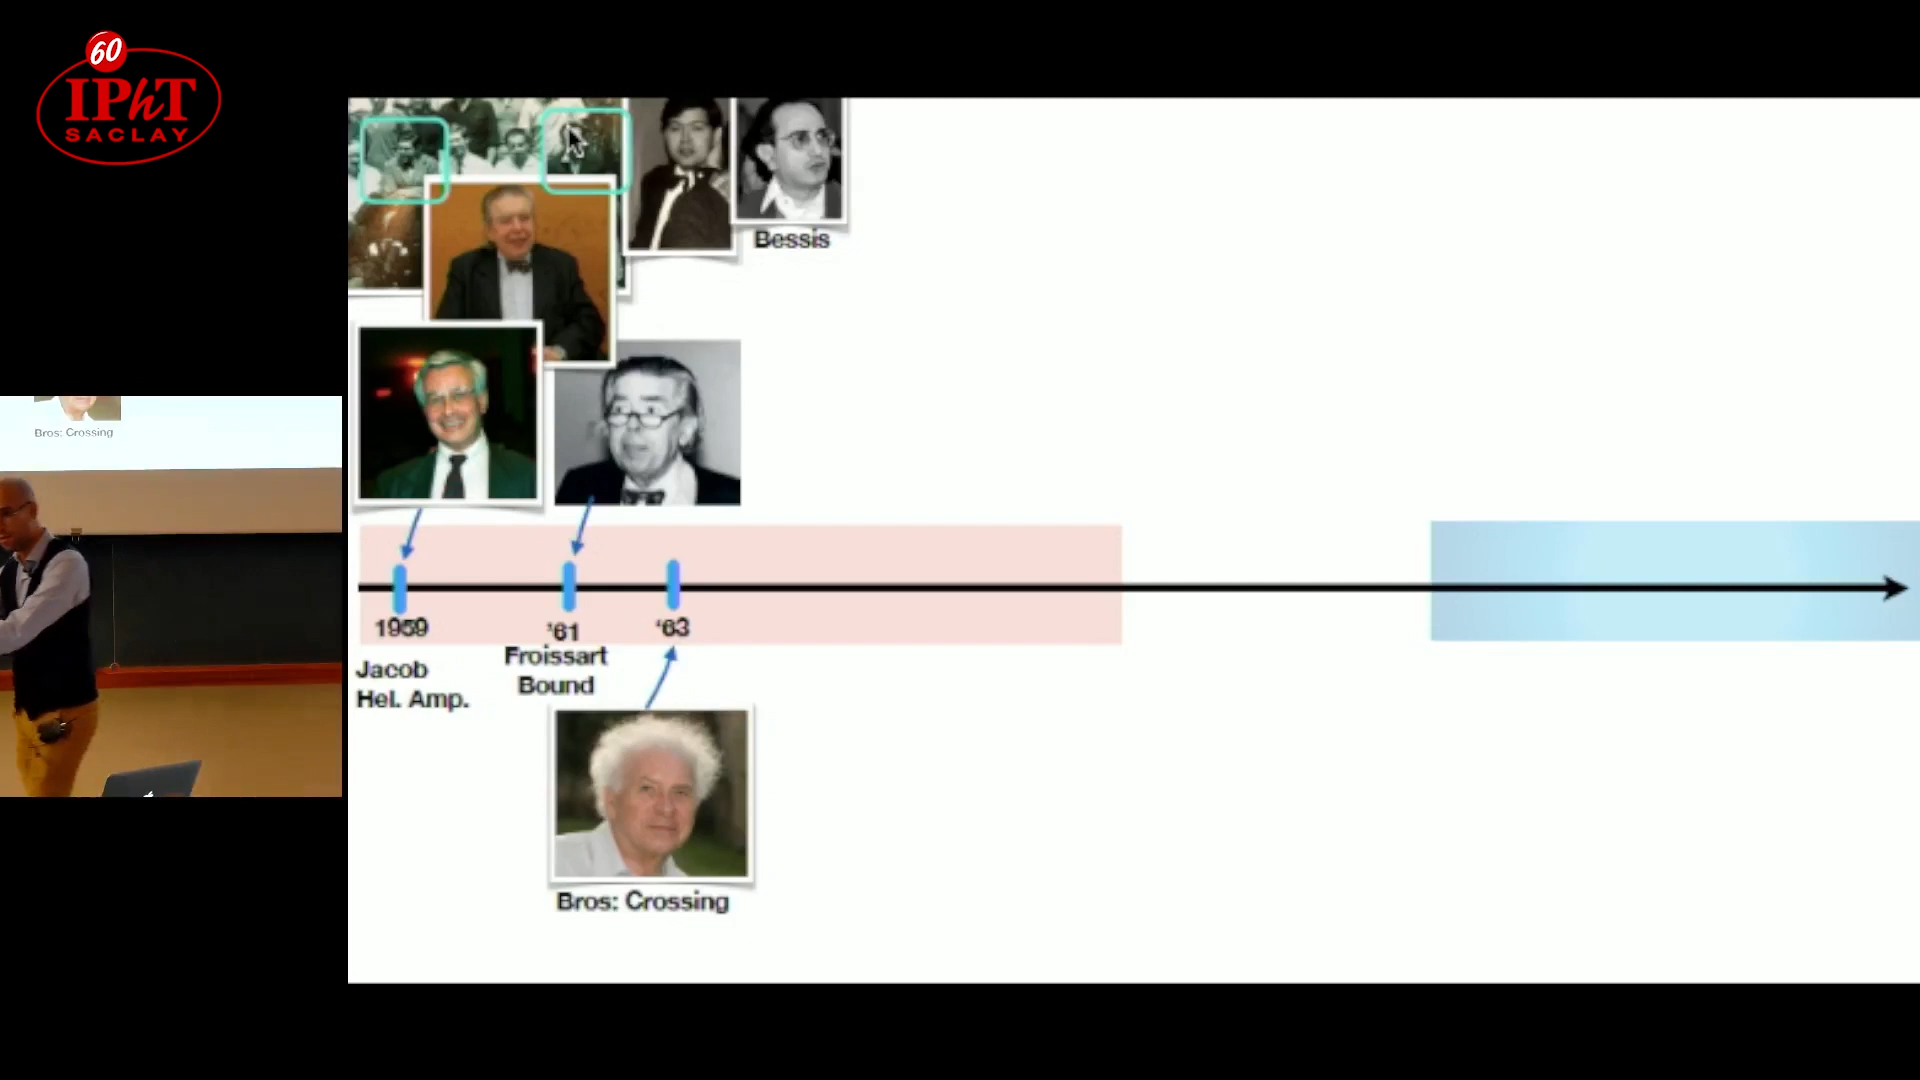 60
IPhT
SACLAY
Bessis
Bros: Crossing
1959
'61
'63
Jacob
Hel. Amp.
Froissart
Bound
Bros: Crossing